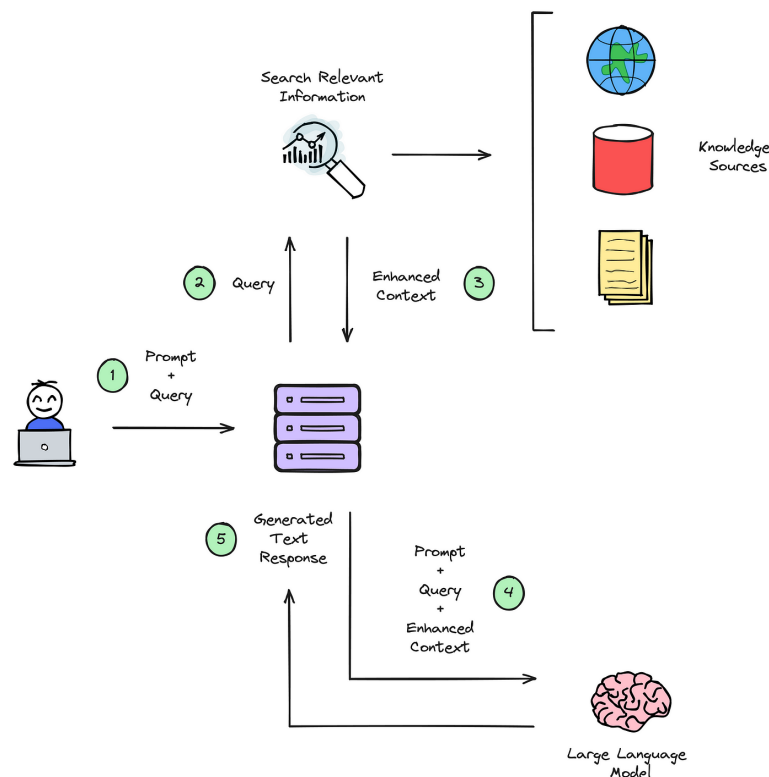 Search Relevant
Information
Knowledge
Sources
2
Query
Enhanced
Context
3
1
Prompt
+
Query
5
Generated
Text
Response
Prompt
+
Query
+
Enhanced
Context
4
Large Language
Model